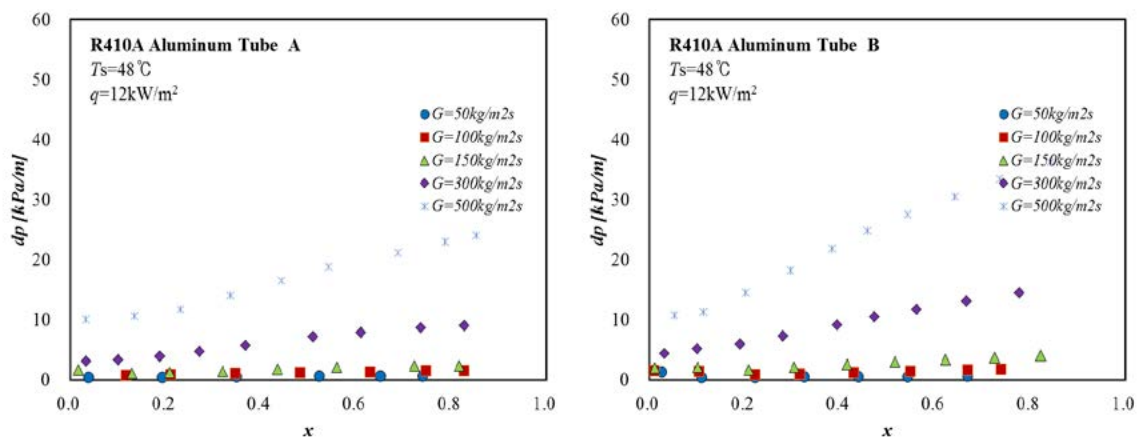 60
50
40
30
20
10
0
dp [kPa/m]
R410A Aluminum Tube A
Ts=48℃
q=12kW/m²
G=50kg/m2s
G=100kg/m2s
G=150kg/m2s
G=300kg/m2s
G=500kg/m2s
0.0 0.2 0.4 0.6 0.8 1.0
x
60
50
40
30
20
10
0
dp [kPa/m]
R410A Aluminum Tube B
Ts=48℃
q=12kW/m²
G=50kg/m2s
G=100kg/m2s
G=150kg/m2s
G=300kg/m2s
G=500kg/m2s
0.0 0.2 0.4 0.6 0.8 1.0
x